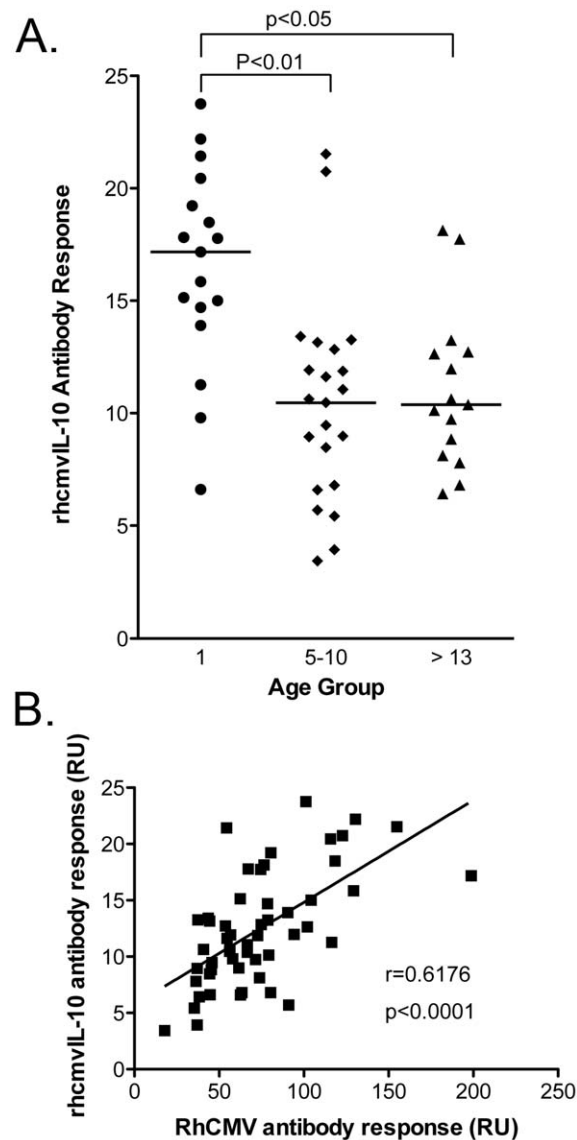 A.
p<0.05
P<0.01
rhcmvIL-10 Antibody Response
25
20
15
10
5
0
1 5-10 > 13
Age Group
B.
rhcmvIL-10 antibody response (RU)
25
20
15
10
5
0
r=0.6176
p<0.0001
0 50 100 150 200 250
RhCMV antibody response (RU)